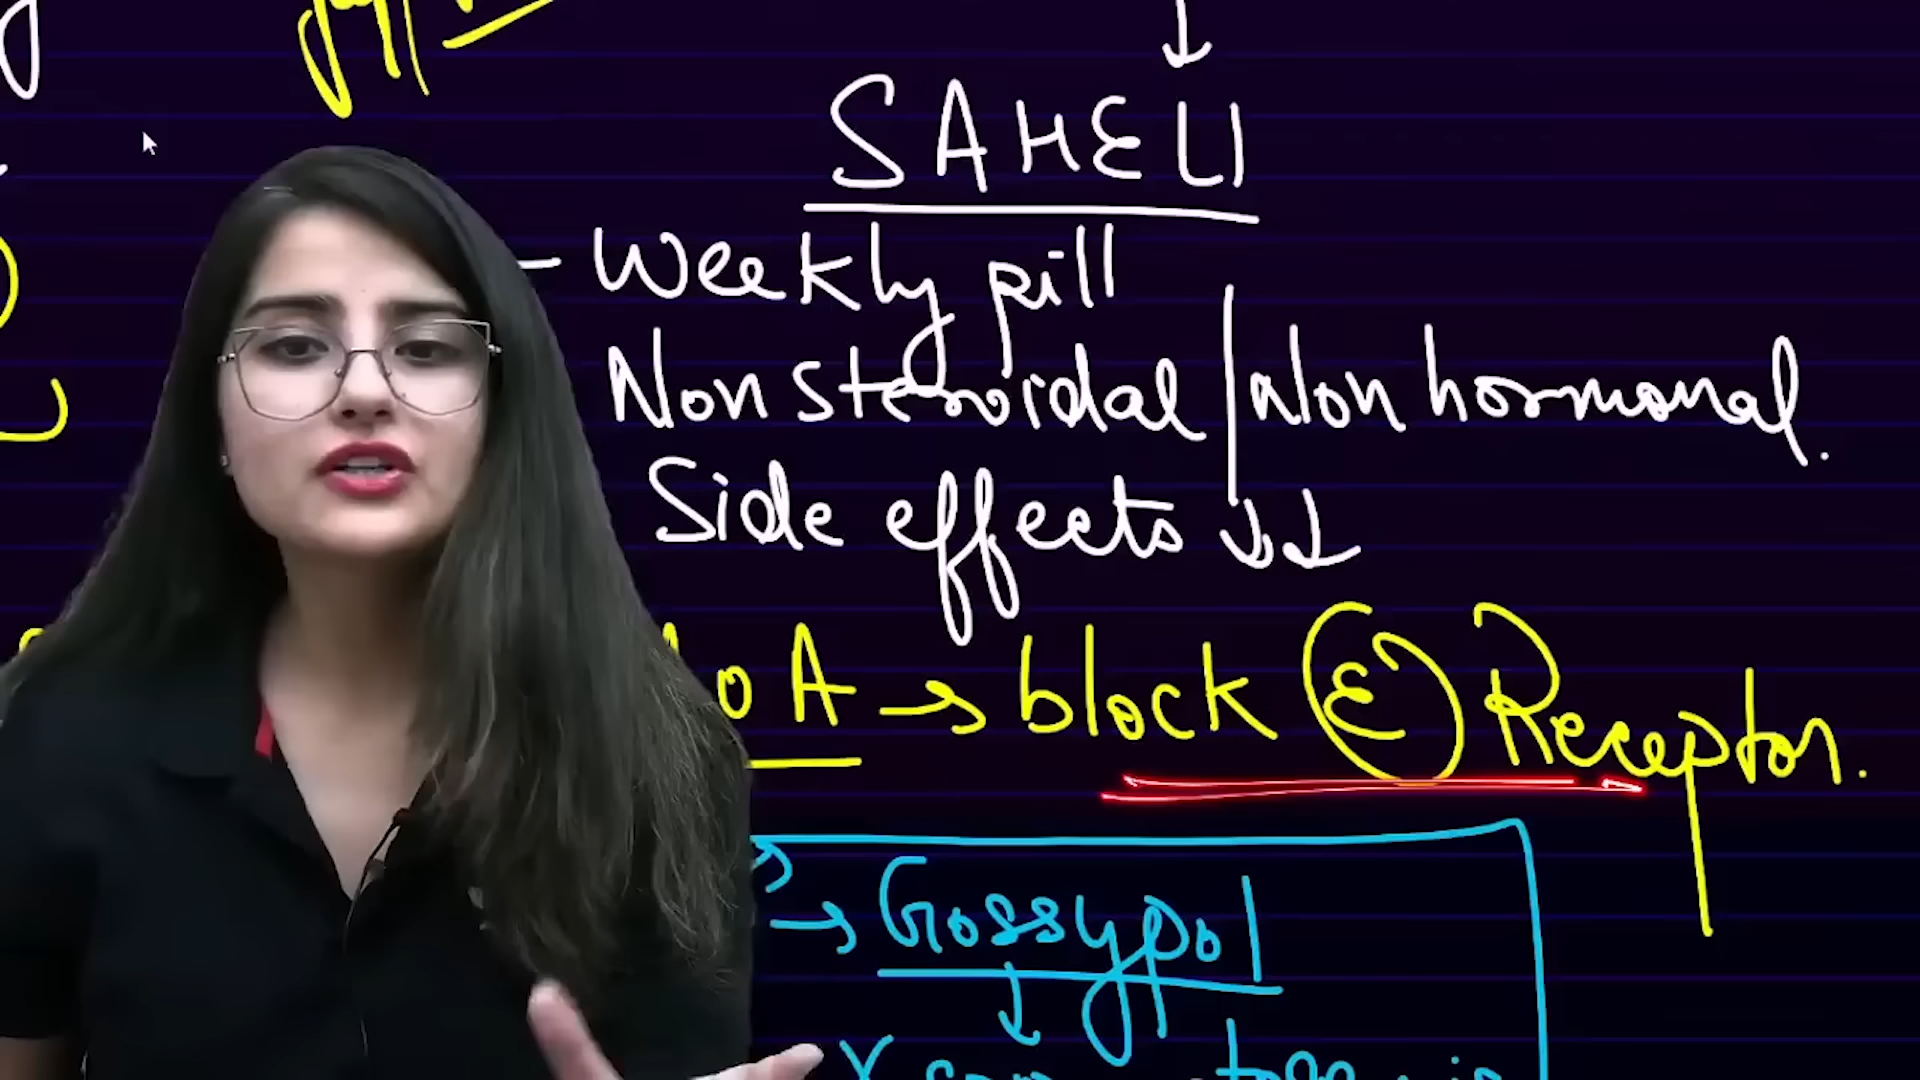 SAHELI
- Weekly pill
Non steroidal / Non hormonal.
Side effects ↓↓
OA → block E Receptor.
→ Gossypol